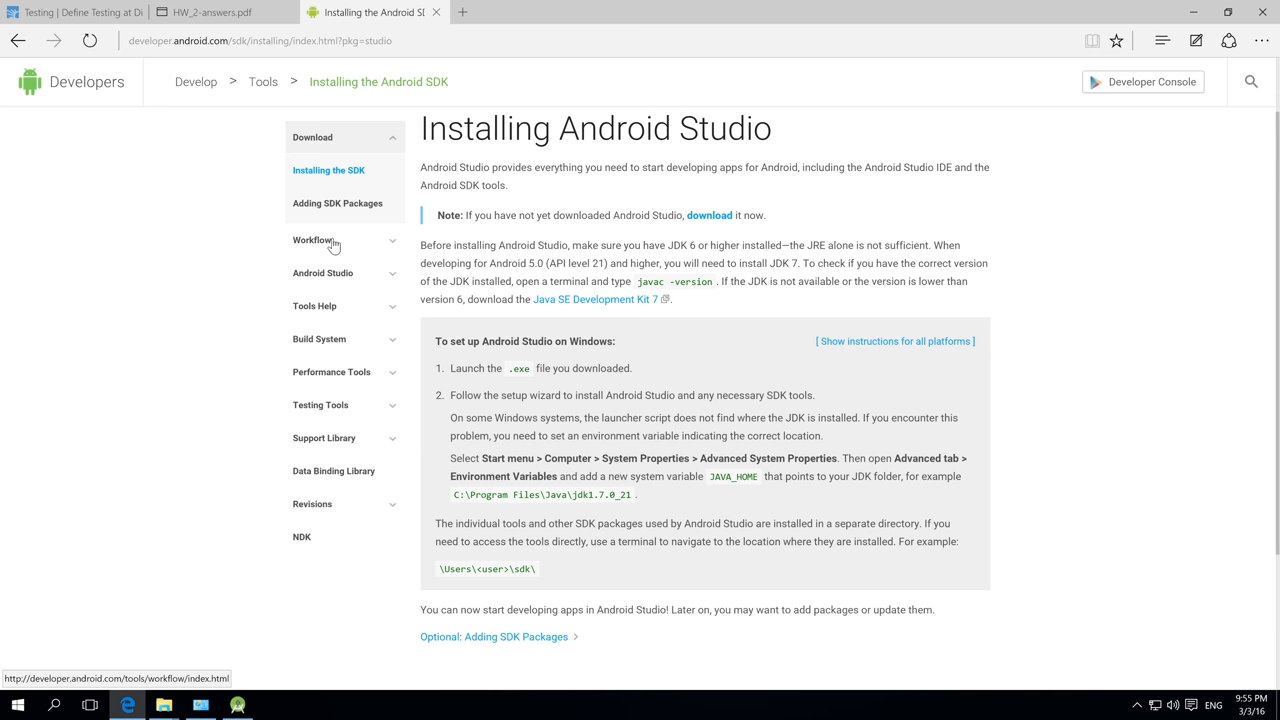 Testing | Define Testing at Di
HW_2-answers.pdf
Installing the Android SD
developer.android.com/sdk/installing/index.html?pkg=studio
Developers
Develop > Tools > Installing the Android SDK
Developer Console
Download
Installing the SDK
Adding SDK Packages
Workflow
Android Studio
Tools Help
Build System
Performance Tools
Testing Tools
Support Library
Data Binding Library
Revisions
NDK
Installing Android Studio
Android Studio provides everything you need to start developing apps for Android, including the Android Studio IDE and the
Android SDK tools.
Note: If you have not yet downloaded Android Studio, download it now.
Before installing Android Studio, make sure you have JDK 6 or higher installed—the JRE alone is not sufficient. When
developing for Android 5.0 (API level 21) and higher, you will need to install JDK 7. To check if you have the correct version
of the JDK installed, open a terminal and type javac -version. If the JDK is not available or the version is lower than
version 6, download the Java SE Development Kit 7.
To set up Android Studio on Windows:
[ Show instructions for all platforms ]
1. Launch the .exe file you downloaded.
2. Follow the setup wizard to install Android Studio and any necessary SDK tools.
On some Windows systems, the launcher script does not find where the JDK is installed. If you encounter this
problem, you need to set an environment variable indicating the correct location.
Select Start menu > Computer > System Properties > Advanced System Properties. Then open Advanced tab >
Environment Variables and add a new system variable JAVA_HOME that points to your JDK folder, for example
C:\Program Files\Java\jdk1.7.0_21.
The individual tools and other SDK packages used by Android Studio are installed in a separate directory. If you
need to access the tools directly, use a terminal to navigate to the location where they are installed. For example:
\Users\<user>\sdk\
You can now start developing apps in Android Studio! Later on, you may want to add packages or update them.
Optional: Adding SDK Packages >
http://developer.android.com/tools/workflow/index.html
ENG
9:55 PM
3/3/16